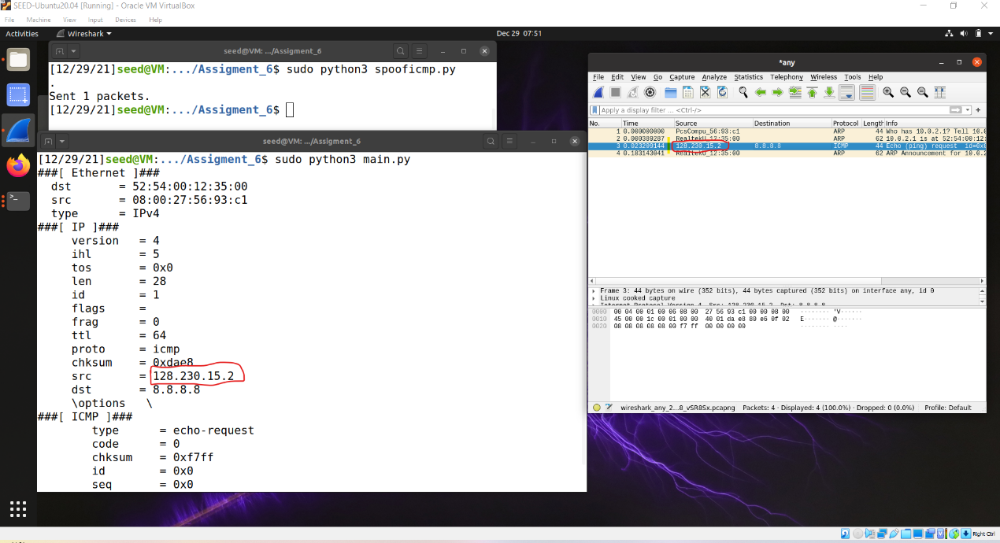 SEED-Ubuntu20.04 [Running] - Oracle VM VirtualBox
File Machine View Input Devices Help
Activities Wireshark Dec 29 07:51
seed@VM: .../Assigment_6
[12/29/21]seed@VM:.../Assigment_6$ sudo python3 spooficmp.py
.
Sent 1 packets.
[12/29/21]seed@VM:.../Assigment_6$
seed@VM: .../Assigment_6
[12/29/21]seed@VM:.../Assigment_6$ sudo python3 main.py
###[ Ethernet ]###
dst = 52:54:00:12:35:00
src = 08:00:27:56:93:c1
type = IPv4
###[ IP ]###
version = 4
ihl = 5
tos = 0x0
len = 28
id = 1
flags =
frag = 0
ttl = 64
proto = icmp
chksum = 0xdae8
src = 128.230.15.2
dst = 8.8.8.8
\options \
###[ ICMP ]###
type = echo-request
code = 0
chksum = 0xf7ff
id = 0x0
seq = 0x0
*any
File Edit View Go Capture Analyze Statistics Telephony Wireless Tools Help
Apply a display filter ... <Ctrl-/>
No. Time Source Destination Protocol Length Info
1 0.000000000 PcsCompu_56:93:c1 ARP 44 Who has 10.0.2.1? Tell 10.0
2 0.000389287 RealtekU_12:35:00 ARP 62 10.0.2.1 is at 52:54:00:12:
3 0.023209144 128.230.15.2 8.8.8.8 ICMP 44 Echo (ping) request id=0x0
4 0.183143041 RealtekU_12:35:00 ARP 62 ARP Announcement for 10.0.2
Frame 3: 44 bytes on wire (352 bits), 44 bytes captured (352 bits) on interface any, id 0
Linux cooked capture
Internet Protocol Version 4, Src: 128.230.15.2, Dst: 8.8.8.8
0000 00 04 00 01 00 06 08 00 27 56 93 c1 00 00 08 00 ········ 'V······
0010 45 00 00 1c 00 01 00 00 40 01 da e8 80 e6 0f 02 E······· @·······
0020 08 08 08 08 08 00 f7 ff 00 00 00 00 ········ ····
wireshark_any_2...8_vSR8Sx.pcapng Packets: 4 · Displayed: 4 (100.0%) · Dropped: 0 (0.0%) Profile: Default
Right Ctrl